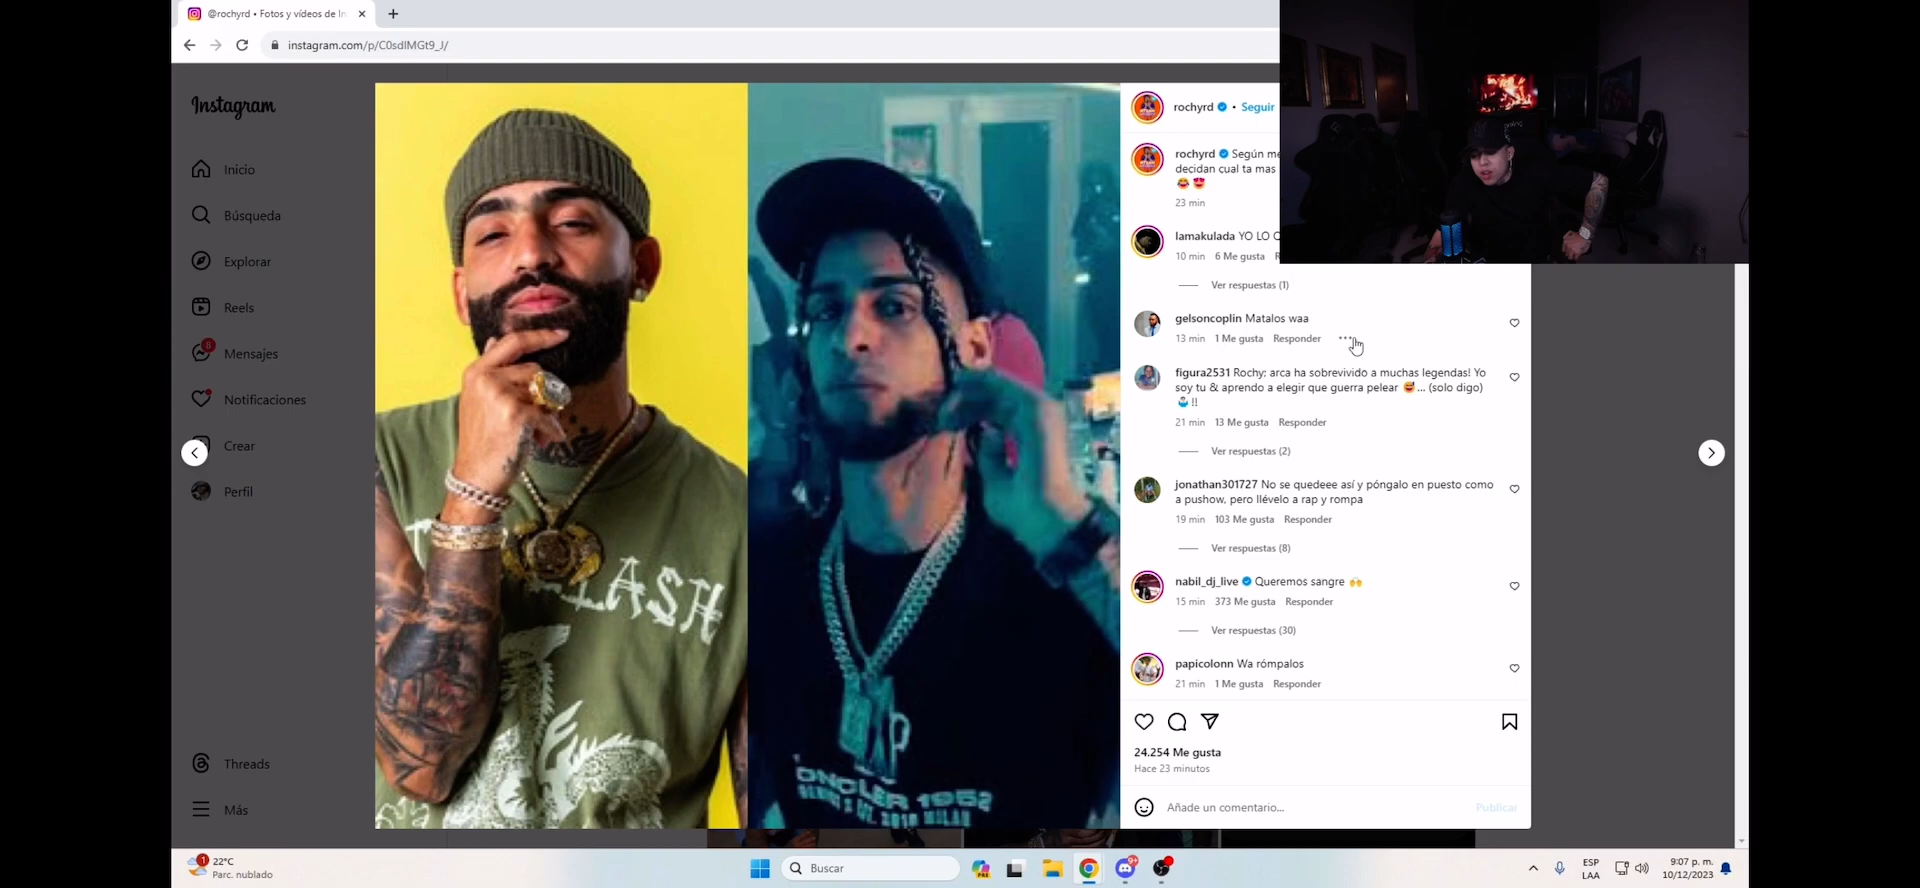 @rochyrd • Fotos y vídeos de In
instagram.com/p/C0sdIMGt9_J/
Instagram
Inicio
Búsqueda
Explorar
Reels
8
Mensajes
Notificaciones
Crear
Perfil
Threads
Más
ASH
ONCLER 1952
rochyrd • Seguir
rochyrd Según me
decidan cual ta mas
23 min
lamakulada YO LO
10 min 6 Me gusta
Ver respuestas (1)
gelsoncoplin Matalos waa
13 min 1 Me gusta Responder
figura2531 Rochy: arca ha sobrevivido a muchas legendas! Yo
soy tu & aprendo a elegir que guerra pelear 😅 ... (solo digo)
🤷‍♂️ !!
21 min 13 Me gusta Responder
Ver respuestas (2)
jonathan301727 No se quedeee así y póngalo en puesto como
a pushow, pero llévelo a rap y rompa
19 min 103 Me gusta Responder
Ver respuestas (8)
nabil_dj_live Queremos sangre 🙌
15 min 373 Me gusta Responder
Ver respuestas (30)
papicolonn Wa rómpalos
21 min 1 Me gusta Responder
24.254 Me gusta
Hace 23 minutos
Añade un comentario...
Publicar
1
22°C
Parc. nublado
Buscar
PRE
9+
ESP
LAA
9:07 p. m.
10/12/2023